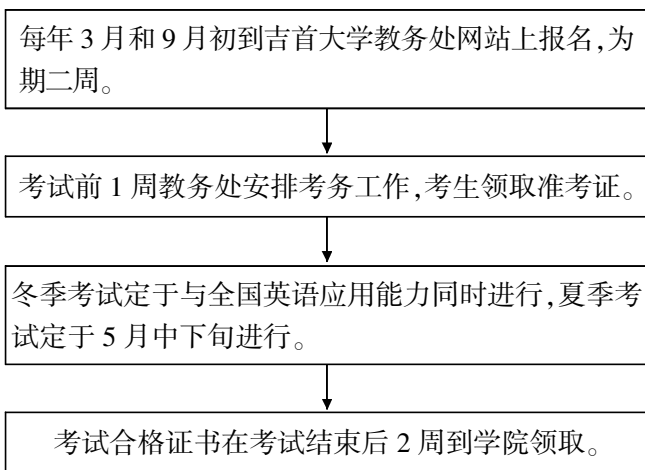 每年 3 月和 9 月初到吉首大学教务处网站上报名,为
期二周。
考试前 1 周教务处安排考务工作,考生领取准考证。
冬季考试定于与全国英语应用能力同时进行,夏季考
试定于 5 月中下旬进行。
考试合格证书在考试结束后 2 周到学院领取。